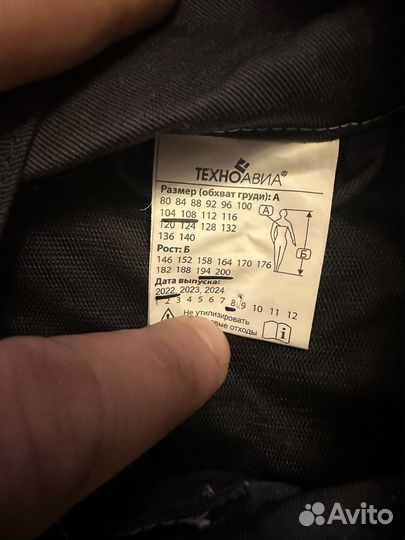 ТЕХНОАВИА®
Размер (обхват груди): А
80 84 88 92 96 100
104 108 112 116
120 124 128 132
136 140
А
Б
Рост: Б
146 152 158 164 170 176
182 188 194 200
Дата выпуска:
2022, 2023, 2024
2 3 4 5 6 7 8 9 10 11 12
Не утилизировать
отходы
Avito